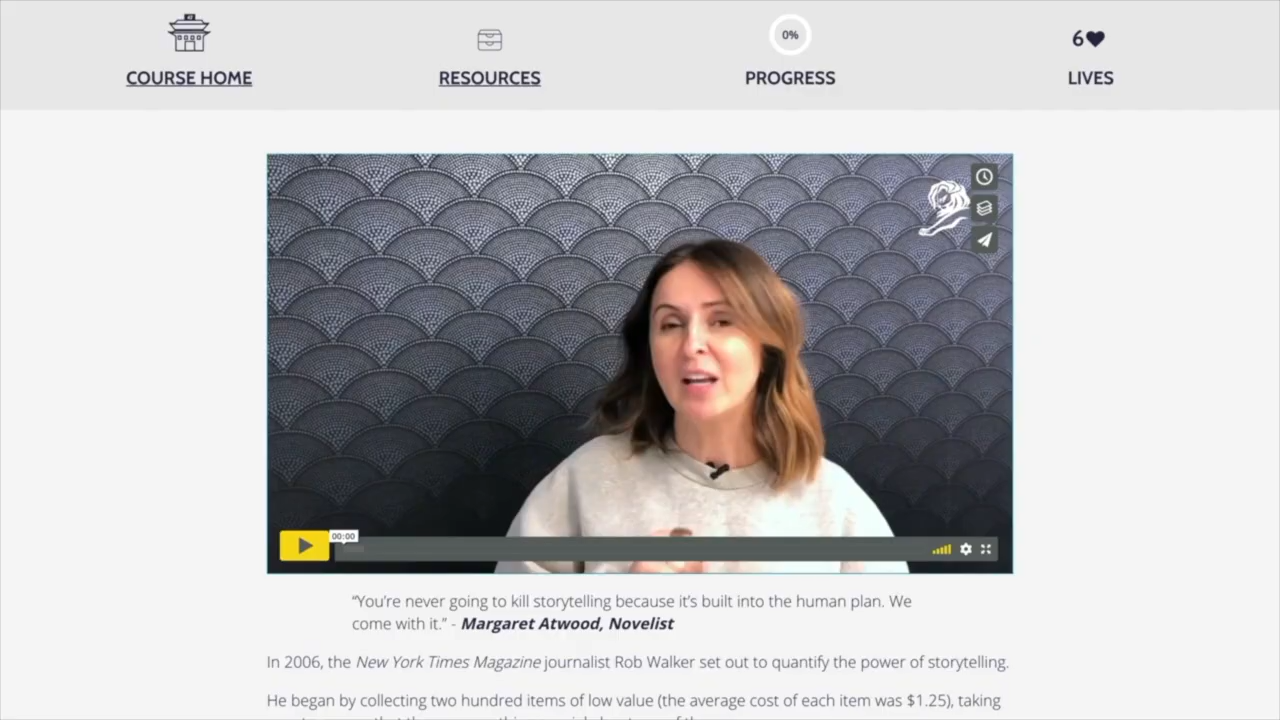 0%
6
COURSE HOME
RESOURCES
PROGRESS
LIVES
00:00
“You’re never going to kill storytelling because it’s built into the human plan. We
come with it.” - Margaret Atwood, Novelist
In 2006, the New York Times Magazine journalist Rob Walker set out to quantify the power of storytelling.
He began by collecting two hundred items of low value (the average cost of each item was $1.25), taking